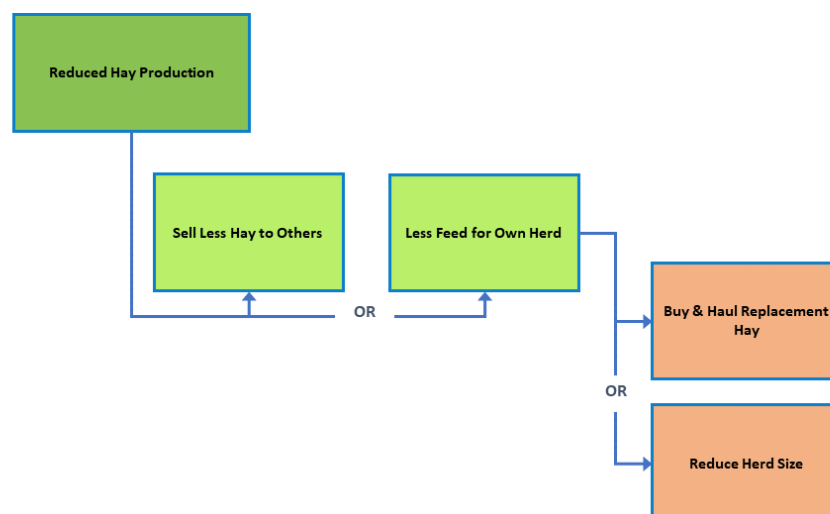 Reduced Hay Production
Sell Less Hay to Others
Less Feed for Own Herd
OR
Buy & Haul Replacement
Hay
OR
Reduce Herd Size